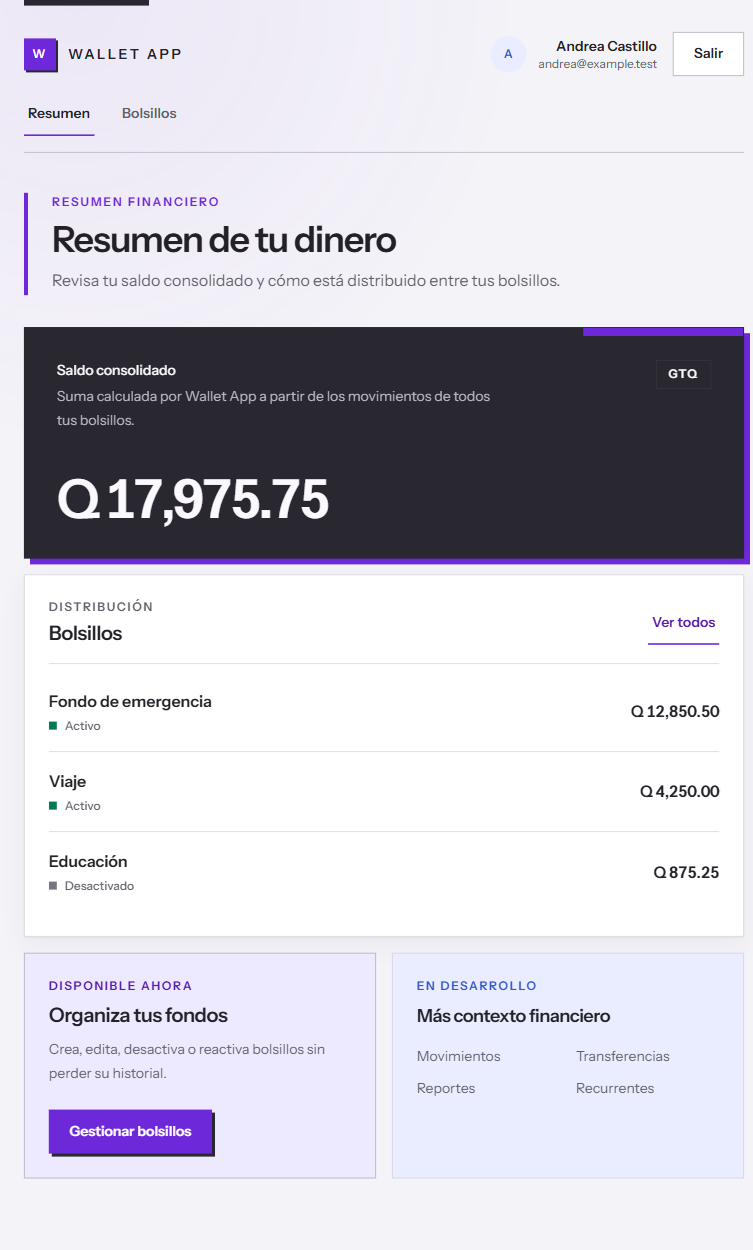 W
WALLET APP
A
Andrea Castillo
andrea@example.test
Salir
Resumen
Bolsillos
RESUMEN FINANCIERO
Resumen de tu dinero
Revisa tu saldo consolidado y cómo está distribuido entre tus bolsillos.
Saldo consolidado
GTQ
Suma calculada por Wallet App a partir de los movimientos de todos
tus bolsillos.
Q 17,975.75
DISTRIBUCIÓN
Bolsillos
Ver todos
Fondo de emergencia
Activo
Q 12,850.50
Viaje
Activo
Q 4,250.00
Educación
Desactivado
Q 875.25
DISPONIBLE AHORA
Organiza tus fondos
Crea, edita, desactiva o reactiva bolsillos sin
perder su historial.
Gestionar bolsillos
EN DESARROLLO
Más contexto financiero
Movimientos
Transferencias
Reportes
Recurrentes